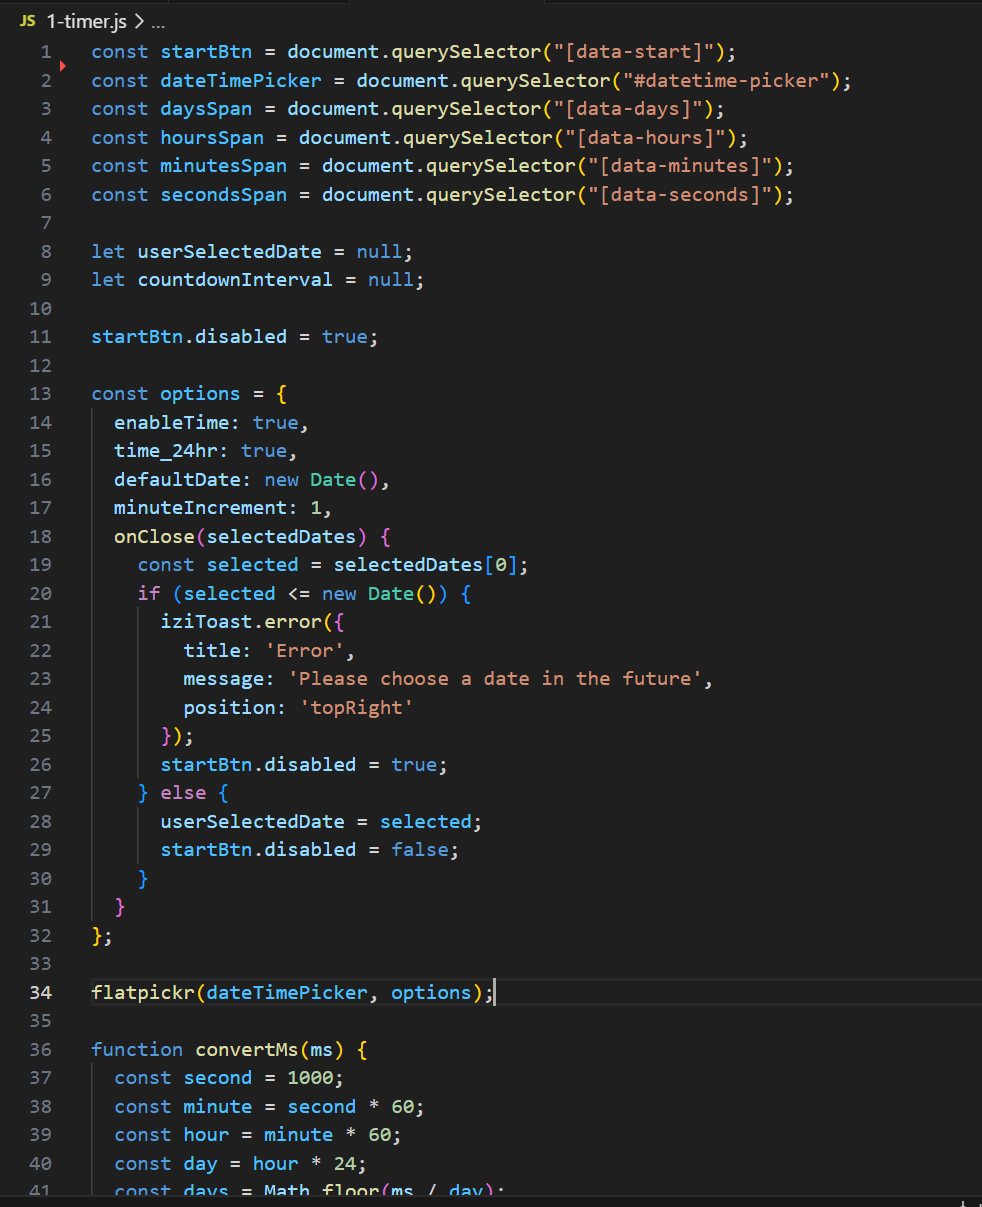 JS 1-timer.js > ...
1 const startBtn = document.querySelector("[data-start]");
2 const dateTimePicker = document.querySelector("#datetime-picker");
3 const daysSpan = document.querySelector("[data-days]");
4 const hoursSpan = document.querySelector("[data-hours]");
5 const minutesSpan = document.querySelector("[data-minutes]");
6 const secondsSpan = document.querySelector("[data-seconds]");
7
8 let userSelectedDate = null;
9 let countdownInterval = null;
10
11 startBtn.disabled = true;
12
13 const options = {
14   enableTime: true,
15   time_24hr: true,
16   defaultDate: new Date(),
17   minuteIncrement: 1,
18   onClose(selectedDates) {
19     const selected = selectedDates[0];
20     if (selected <= new Date()) {
21       iziToast.error({
22         title: 'Error',
23         message: 'Please choose a date in the future',
24         position: 'topRight'
25       });
26       startBtn.disabled = true;
27     } else {
28       userSelectedDate = selected;
29       startBtn.disabled = false;
30     }
31   }
32 };
33
34 flatpickr(dateTimePicker, options);
35
36 function convertMs(ms) {
37   const second = 1000;
38   const minute = second * 60;
39   const hour = minute * 60;
40   const day = hour * 24;
41   const days = Math.floor(ms / day);